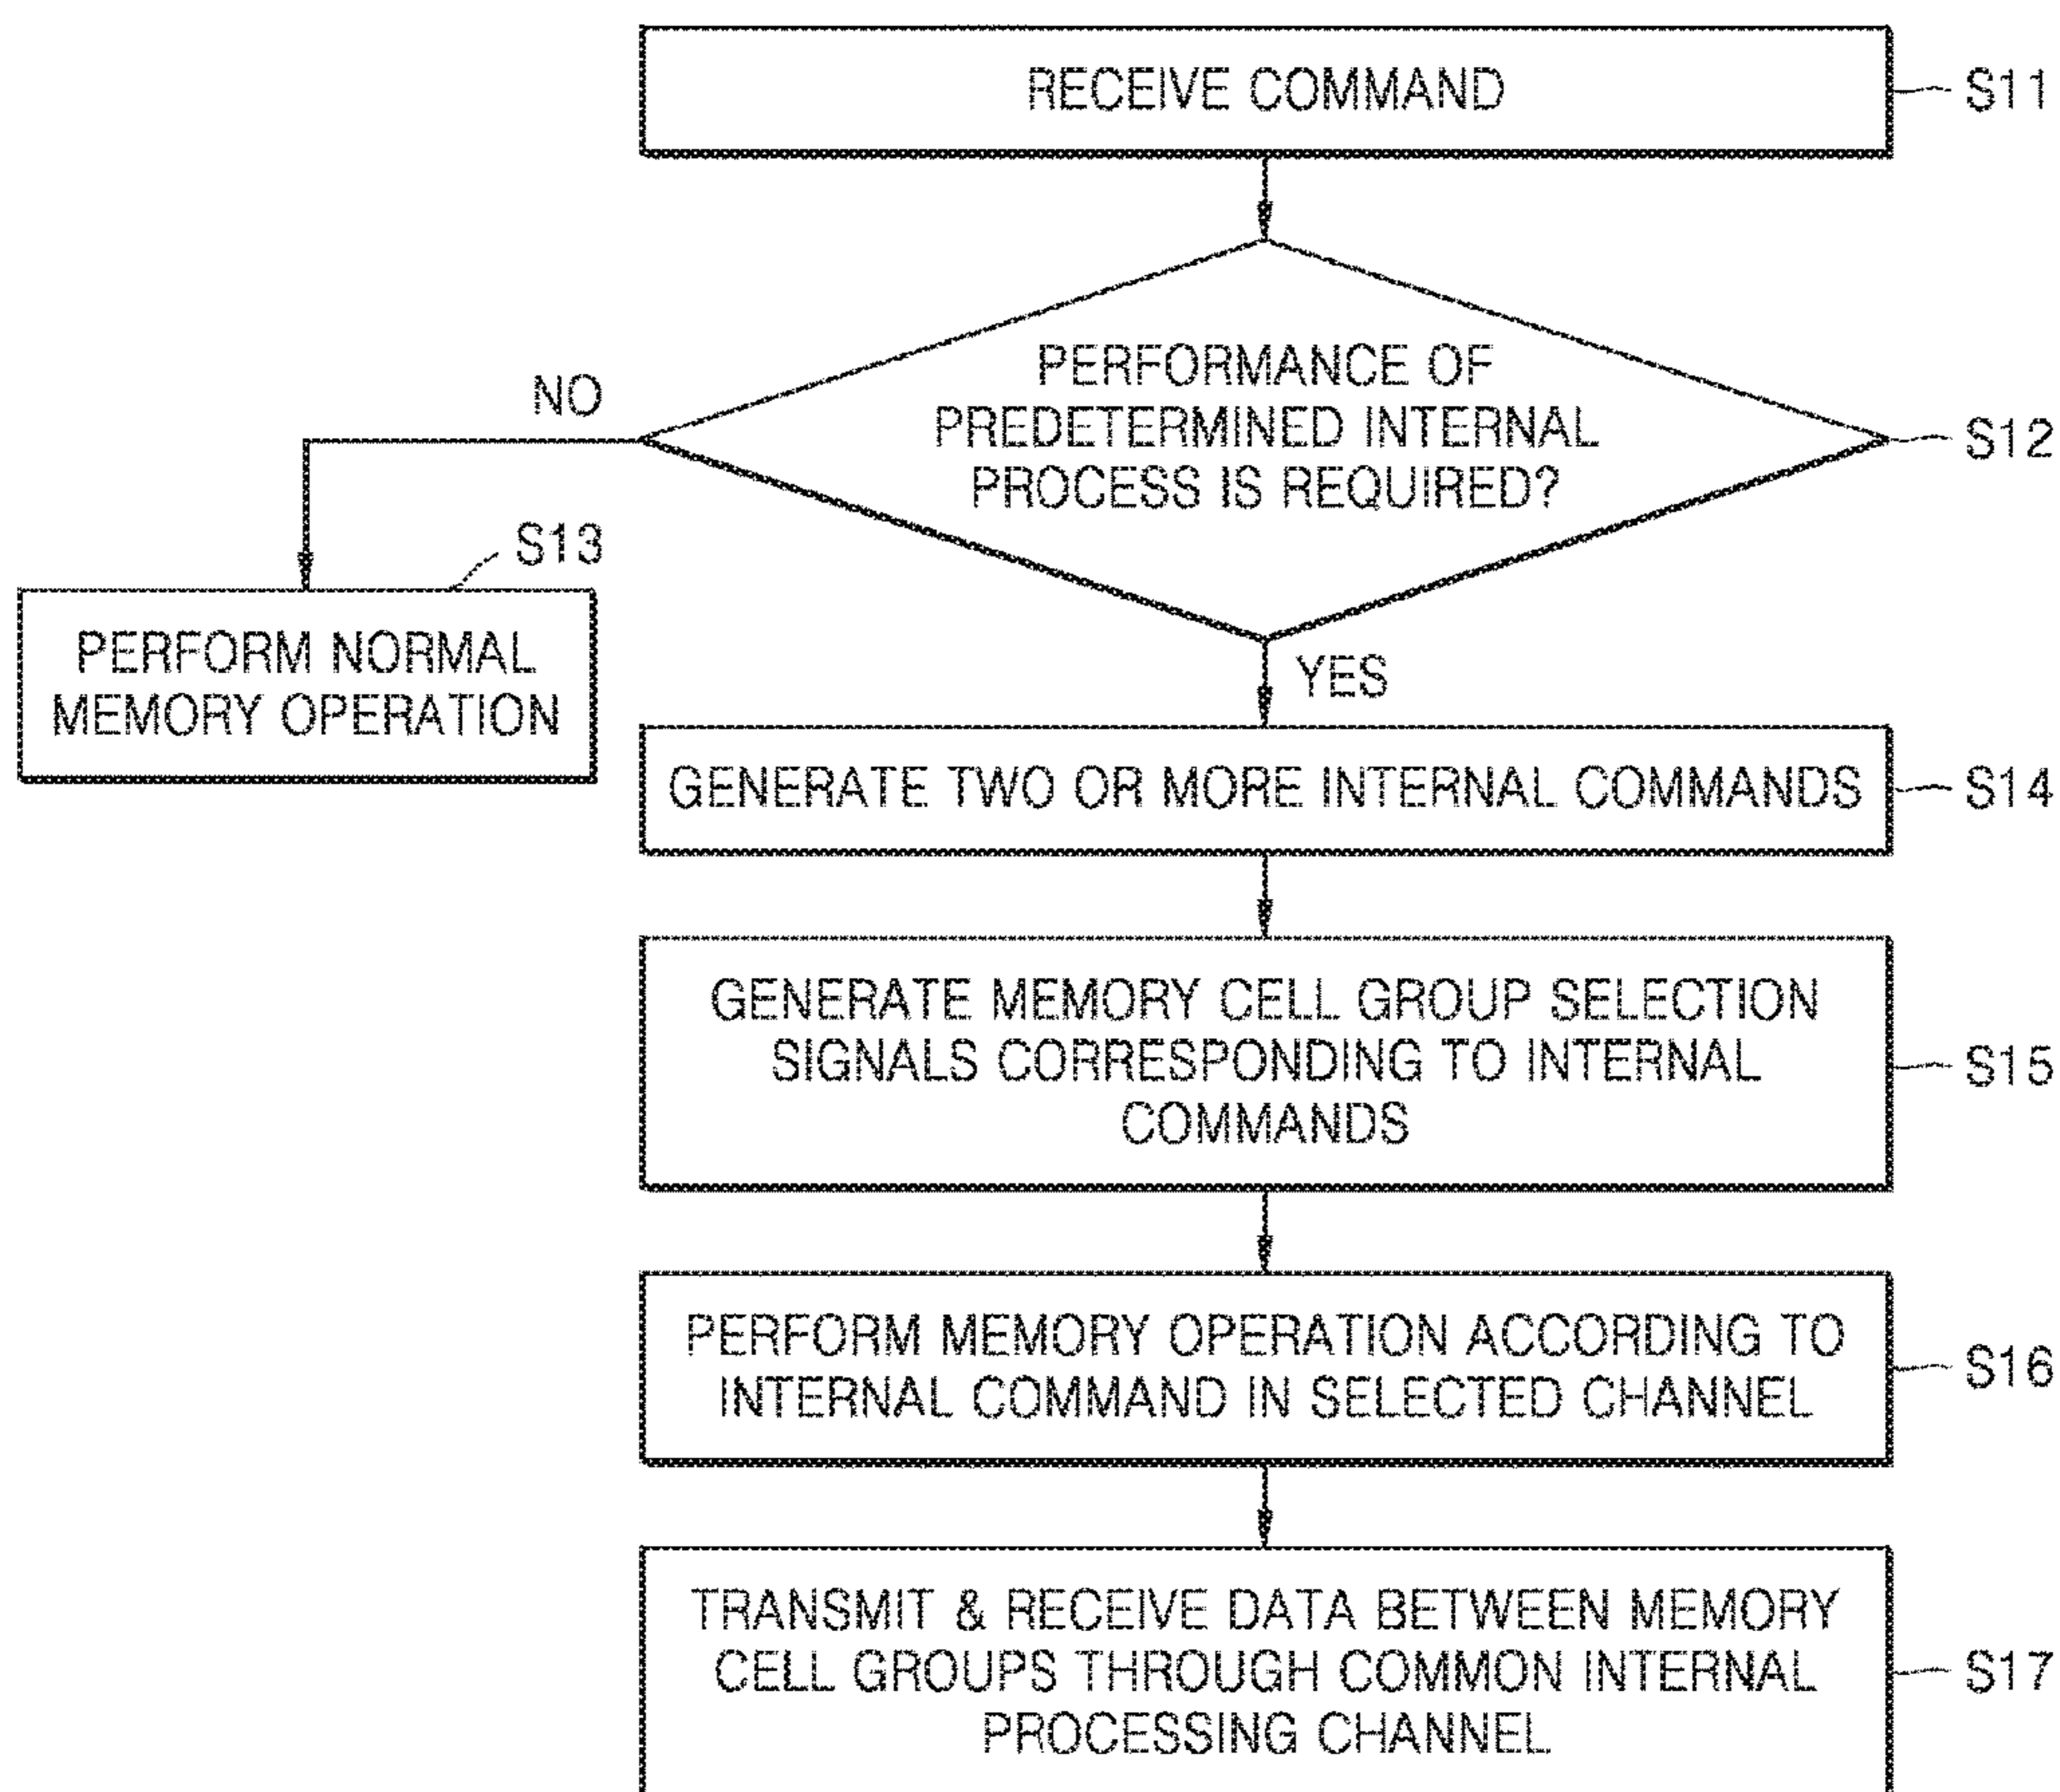 RECEIVE COMMAND
S11
PERFORMANCE OF
PREDETERMINED INTERNAL
PROCESS IS REQUIRED?
S12
NO
S13
PERFORM NORMAL
MEMORY OPERATION
YES
GENERATE TWO OR MORE INTERNAL COMMANDS
S14
GENERATE MEMORY CELL GROUP SELECTION
SIGNALS CORRESPONDING TO INTERNAL
COMMANDS
S15
PERFORM MEMORY OPERATION ACCORDING TO
INTERNAL COMMAND IN SELECTED CHANNEL
S16
TRANSMIT & RECEIVE DATA BETWEEN MEMORY
CELL GROUPS THROUGH COMMON INTERNAL
PROCESSING CHANNEL
S17